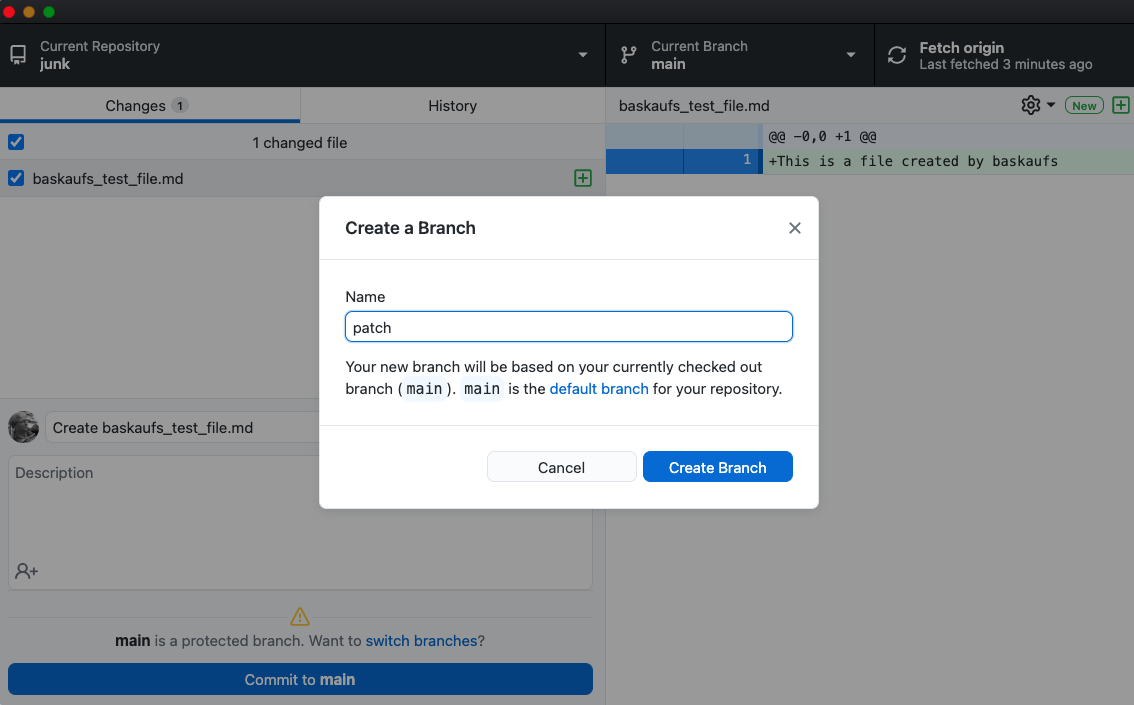 Current Repository
junk
Current Branch
main
Fetch origin
Last fetched 3 minutes ago
Changes 1
History
1 changed file
baskaufs_test_file.md
baskaufs_test_file.md
New
@@ -0,0 +1 @@
1 +This is a file created by baskaufs
Create a Branch
Name
patch
Your new branch will be based on your currently checked out
branch (main). main is the default branch for your repository.
Cancel
Create Branch
Create baskaufs_test_file.md
Description
main is a protected branch. Want to switch branches?
Commit to main